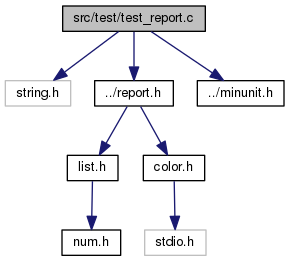 src/test/test_report.c
string.h
../report.h
../minunit.h
list.h
color.h
num.h
stdio.h